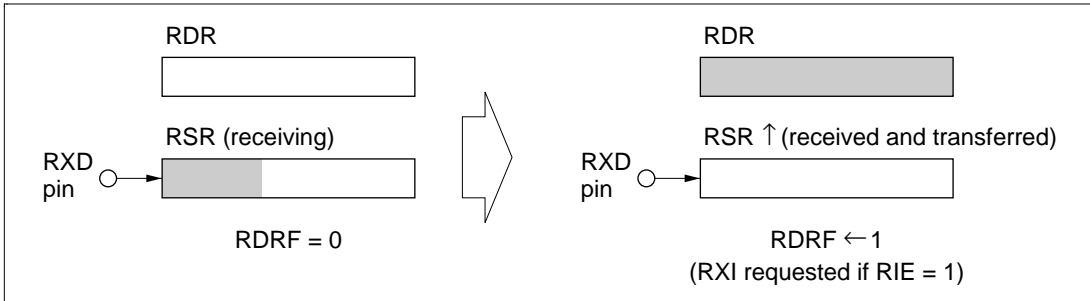 RDR
RSR (receiving)
RXD
pin
RDRF = 0
RDR
RSR ↑ (received and transferred)
RXD
pin
RDRF ← 1
(RXI requested if RIE = 1)